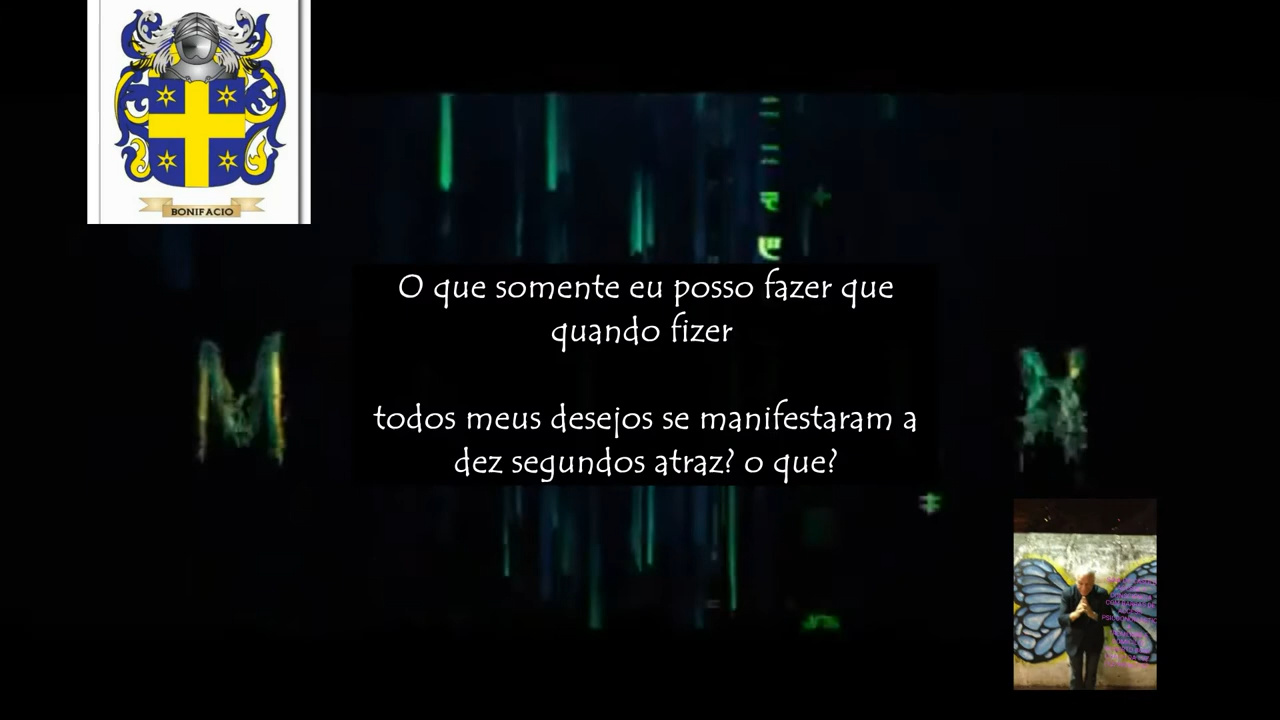 BONIFACIO
O que somente eu posso fazer que
quando fizer
todos meus desejos se manifestaram a
dez segundos atraz? o que?
M